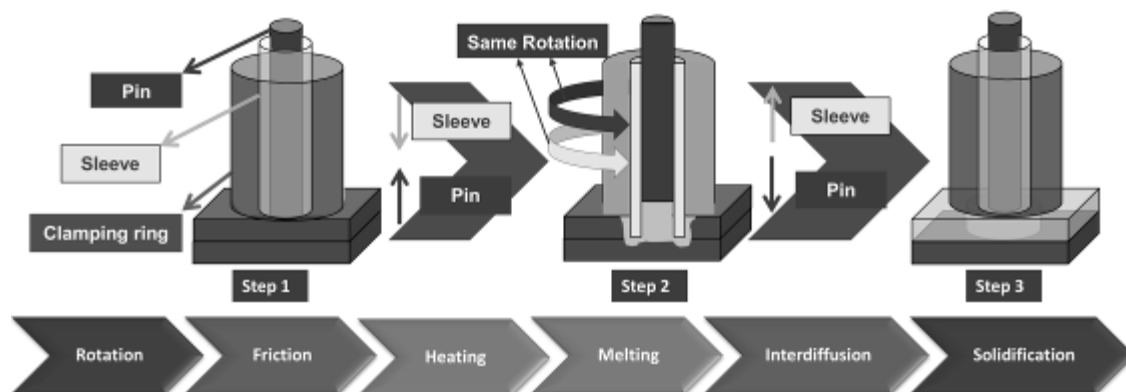 Same Rotation
Pin
Sleeve
Clamping ring
Sleeve
Pin
Sleeve
Pin
Step 1
Step 2
Step 3
Rotation
Friction
Heating
Melting
Interdiffusion
Solidification